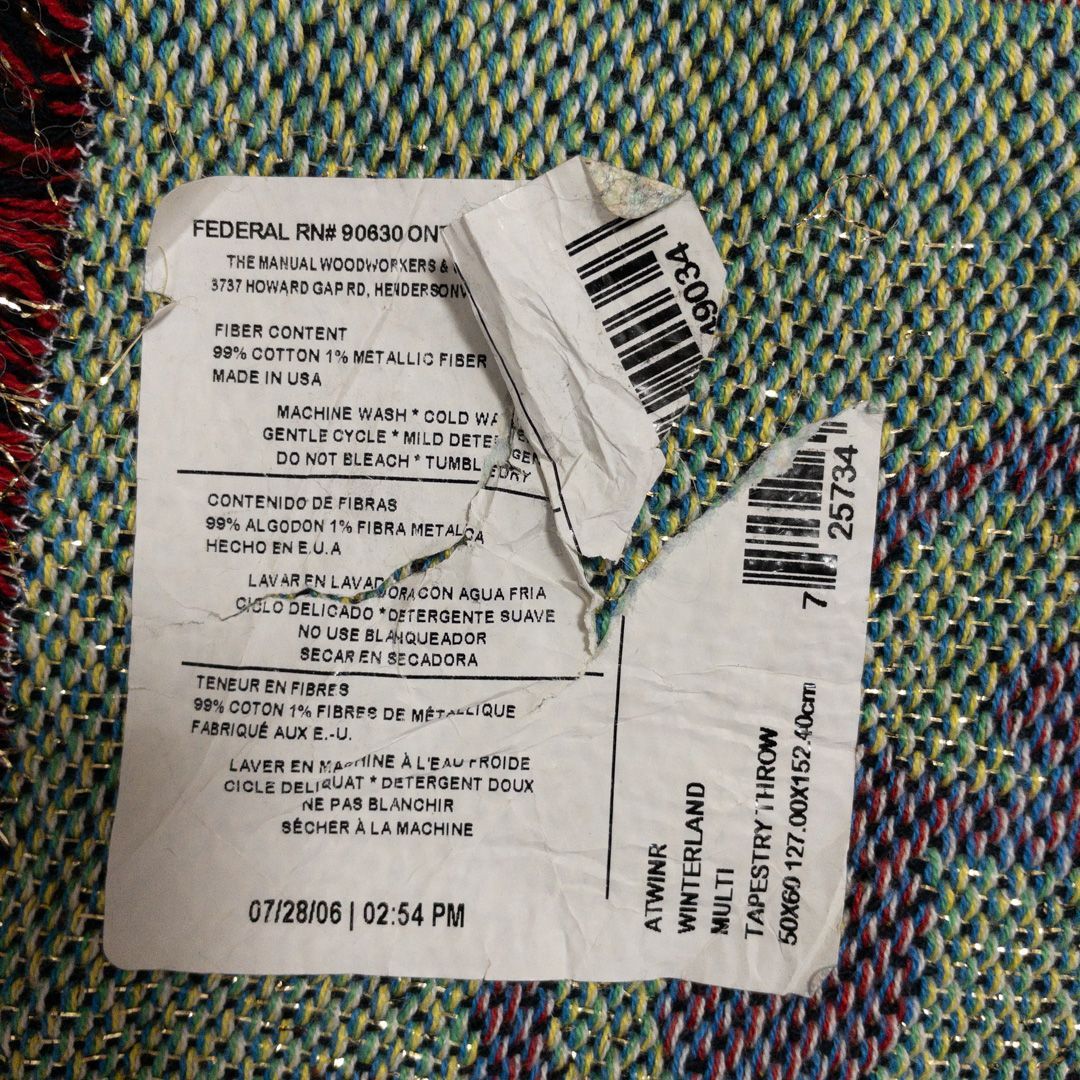 FEDERAL RN# 90630 ONT
THE MANUAL WOODWORKERS &
3737 HOWARD GAP RD, HENDERSONV
FIBER CONTENT
99% COTTON 1% METALLIC FIBER
MADE IN USA
MACHINE WASH * COLD WA
GENTLE CYCLE * MILD DETERGEN
DO NOT BLEACH * TUMBLE DRY
CONTENIDO DE FIBRAS
99% ALGODON 1% FIBRA METALCA
HECHO EN E.U.A
LAVAR EN LAVADORA CON AGUA FRIA
CICLO DELICADO * DETERGENTE SUAVE
NO USE BLANQUEADOR
SECAR EN SECADORA
TENEUR EN FIBRES
99% COTON 1% FIBRES DE MÉTALLIQUE
FABRIQUÉ AUX E.-U.
LAVER EN MACHINE À L'EAU FROIDE
CICLE DELIQUAT * DETERGENT DOUX
NE PAS BLANCHIR
SÉCHER À LA MACHINE
07/28/06 | 02:54 PM
49034
7 25734
ATWINR
WINTERLAND
MULTI
TAPESTRY THROW
50X60 127.00X152.40cm